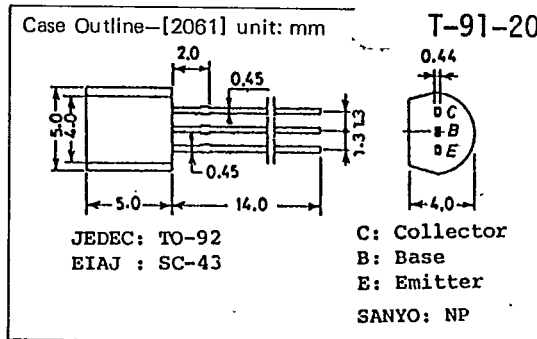 Case Outline—[2061] unit: mm
T-91-20
2.0
0.45
0.44
5.0
4.0
1.3
1.3
0.45
5.0
14.0
C
B
E
4.0
JEDEC: TO-92
EIAJ : SC-43
C: Collector
B: Base
E: Emitter
SANYO: NP